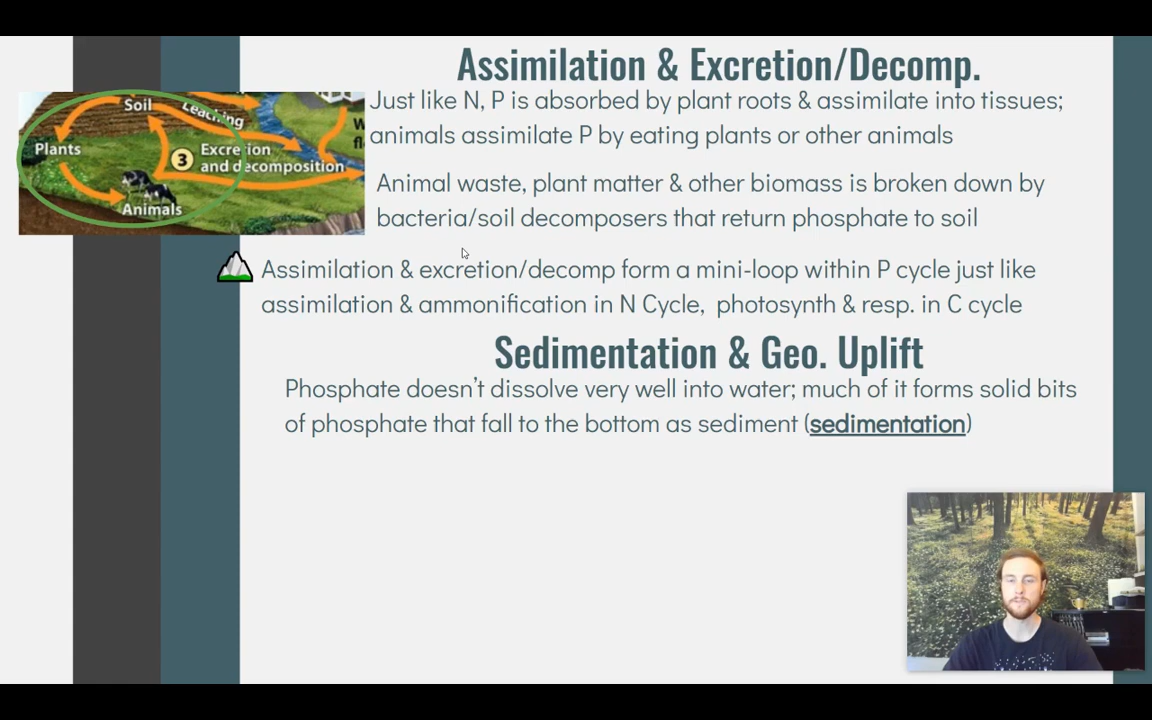 Assimilation & Excretion/Decomp.
Just like N, P is absorbed by plant roots & assimilate into tissues;
animals assimilate P by eating plants or other animals
Soil
Leaching
Plants
3 Excretion
and decomposition
Animals
Animal waste, plant matter & other biomass is broken down by
bacteria/soil decomposers that return phosphate to soil
Assimilation & excretion/decomp form a mini-loop within P cycle just like
assimilation & ammonification in N Cycle, photosynth & resp. in C cycle
Sedimentation & Geo. Uplift
Phosphate doesn't dissolve very well into water; much of it forms solid bits
of phosphate that fall to the bottom as sediment (sedimentation)